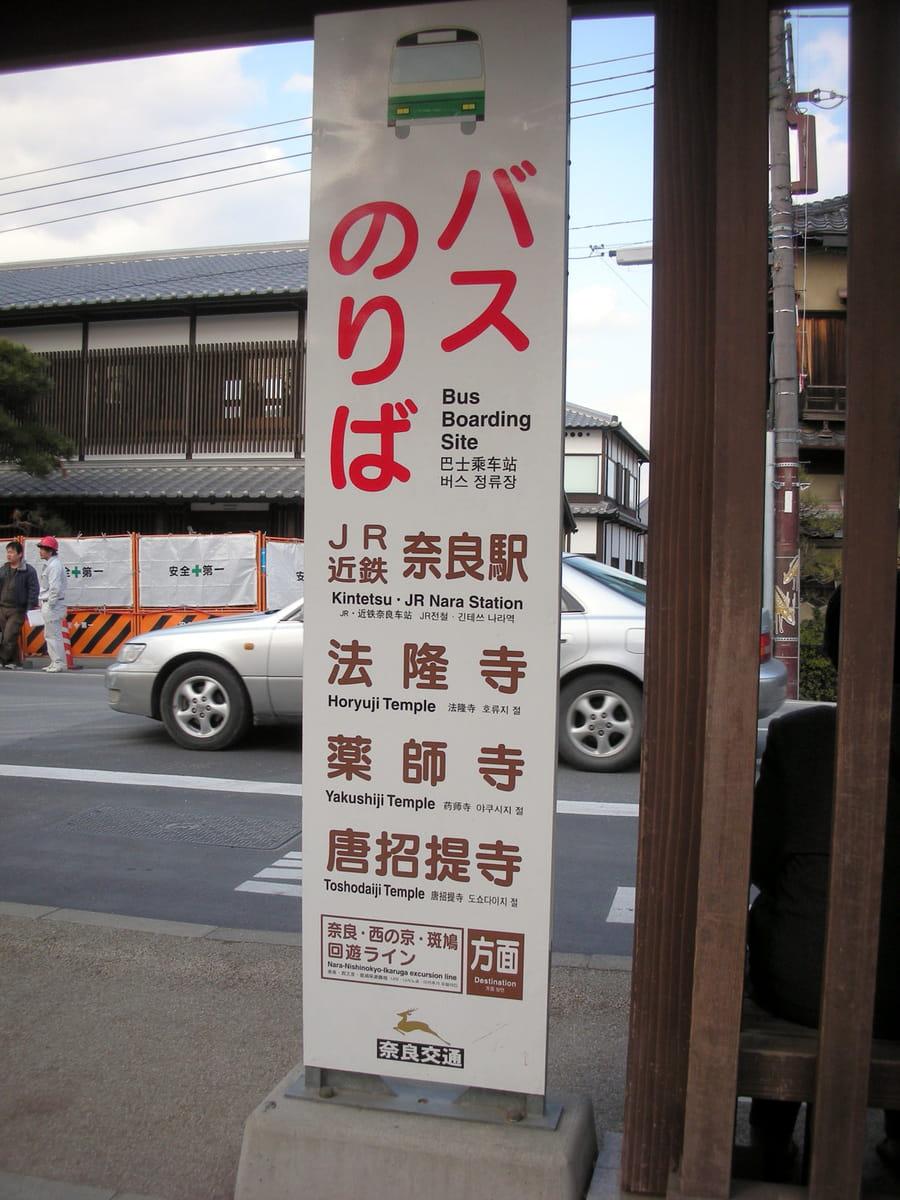 バス
のりば
Bus
Boarding
Site
巴士乘车站
버스 정류장
JR
近鉄 奈良駅
Kintetsu・JR Nara Station
JR・近鉄奈良车站 JR전철・긴테쓰 나라역
法隆寺
Horyuji Temple 法隆寺 호류지 절
薬師寺
Yakushiji Temple 药师寺 야쿠시지 절
唐招提寺
Toshodaiji Temple 唐招提寺 도쇼다이지 절
奈良・西の京・斑鳩
回遊ライン
Nara-Nishinokyo-Ikaruga excursion line
方面
Destination
奈良交通
全✚第一
安全✚第一
安